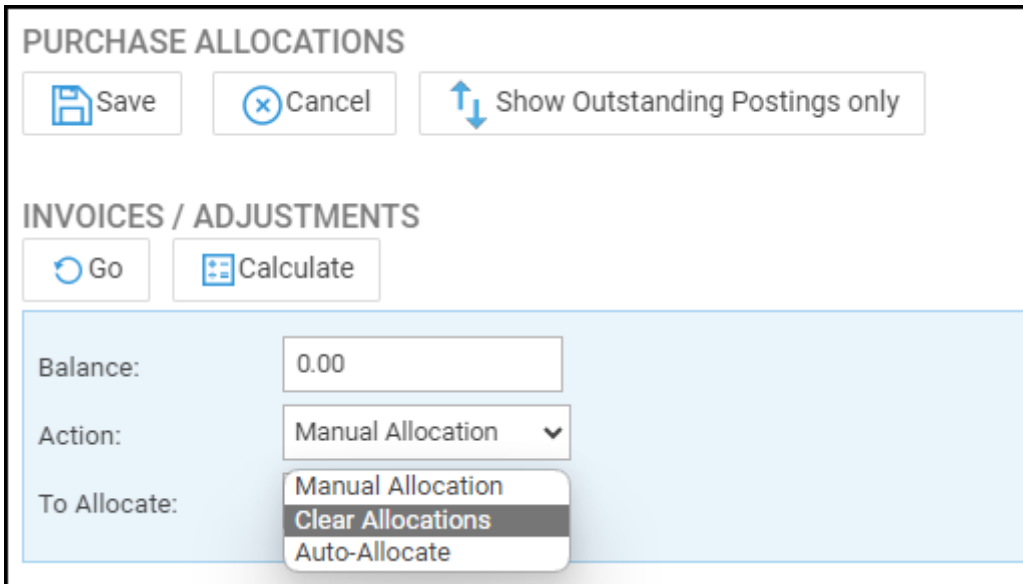 PURCHASE ALLOCATIONS
Save Cancel Show Outstanding Postings only
INVOICES / ADJUSTMENTS
Go Calculate
Balance: 0.00
Action: Manual Allocation
To Allocate:
Manual Allocation
Clear Allocations
Auto-Allocate